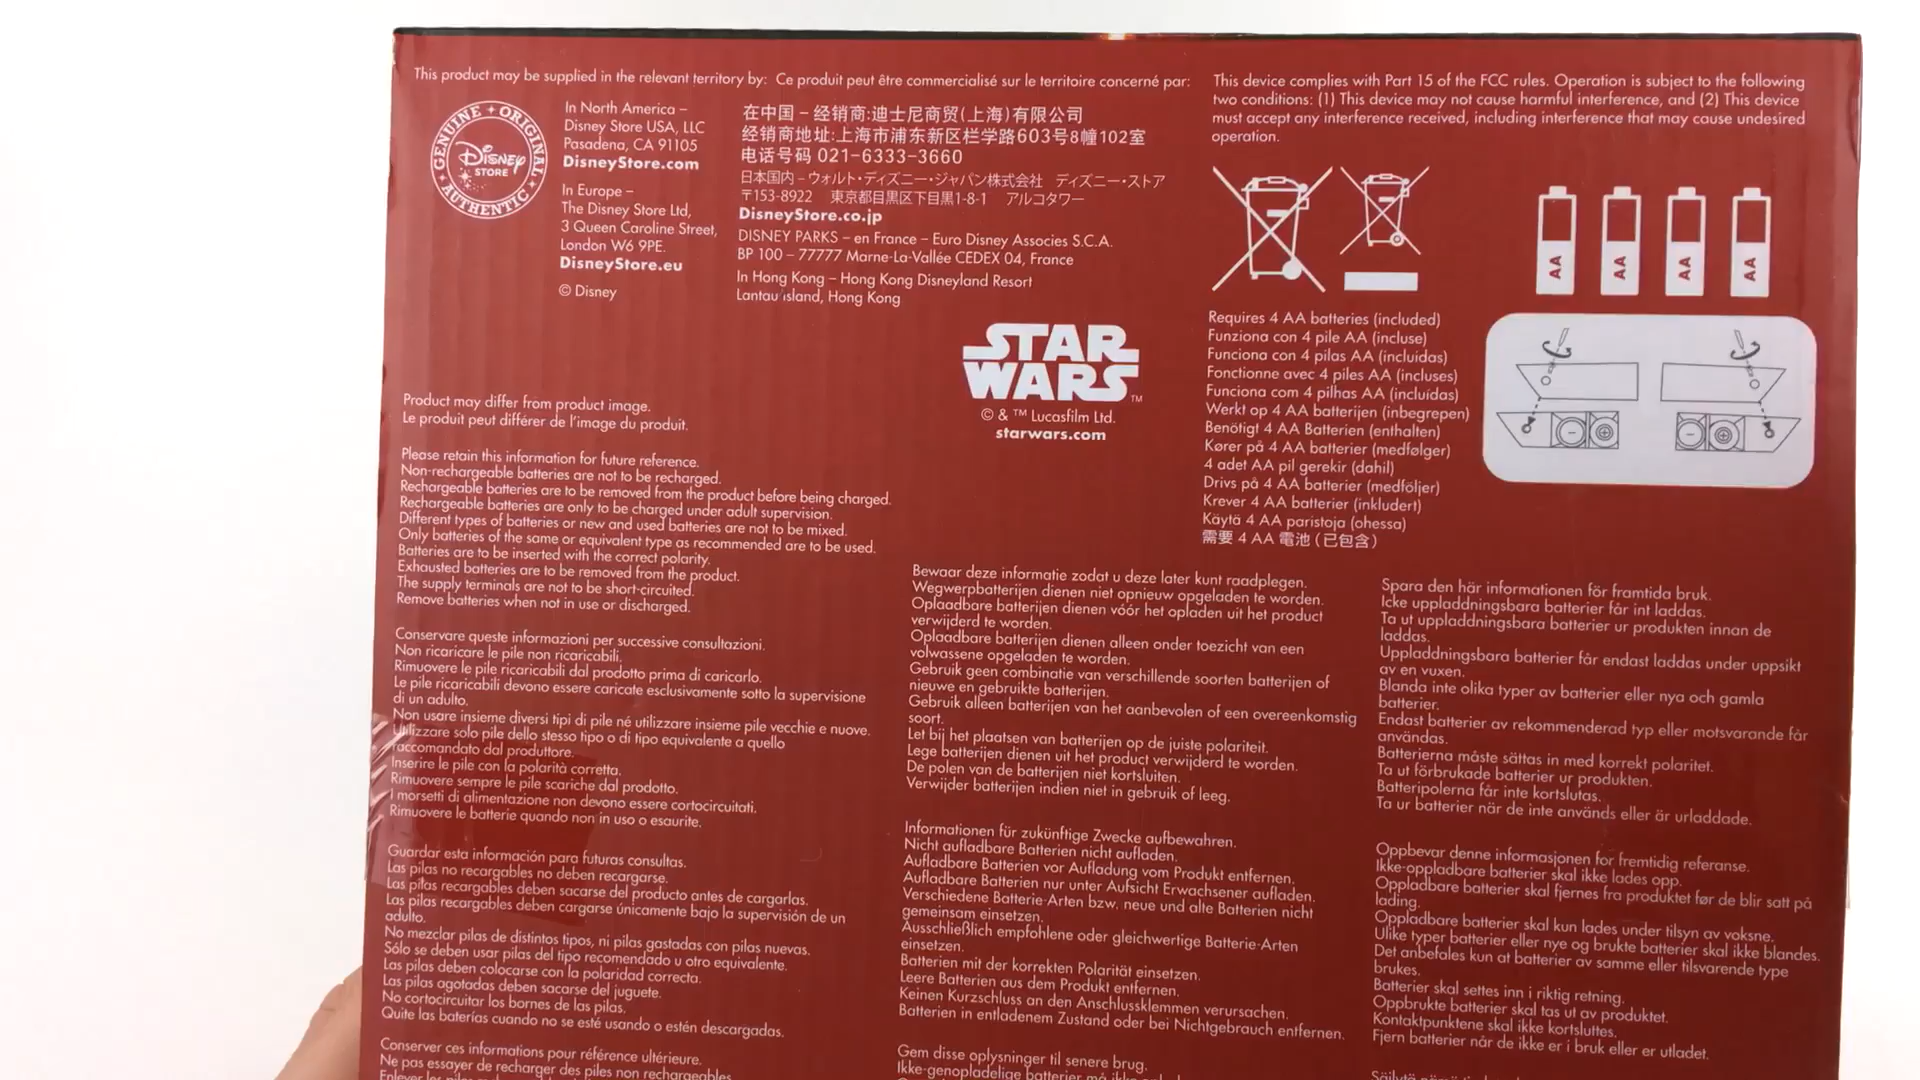 This product may be supplied in the relevant territory by: Ce produit peut être commercialisé sur le territoire concerné par:
GENUINE • ORIGINAL • AUTHENTIC
Disney
STORE
In North America –
Disney Store USA, LLC
Pasadena, CA 91105
DisneyStore.com
In Europe –
The Disney Store Ltd,
3 Queen Caroline Street,
London W6 9PE.
DisneyStore.eu
© Disney
在中国 – 经销商:迪士尼商贸(上海)有限公司
经销商地址:上海市浦东新区栏学路603号8幢102室
电话号码 021-6333-3660
日本国内 – ウォルト・ディズニー・ジャパン株式会社 ディズニー・ストア
〒153-8922 東京都目黒区下目黒1-8-1 アルコタワー
DisneyStore.co.jp
DISNEY PARKS – en France – Euro Disney Associes S.C.A.
BP 100 – 77777 Marne-La-Vallée CEDEX 04, France
In Hong Kong – Hong Kong Disneyland Resort
Lantau Island, Hong Kong
STAR
WARS™
© & ™ Lucasfilm Ltd.
starwars.com
This device complies with Part 15 of the FCC rules. Operation is subject to the following
two conditions: (1) This device may not cause harmful interference, and (2) This device
must accept any interference received, including interference that may cause undesired
operation.
AA AA AA AA
Requires 4 AA batteries (included)
Funziona con 4 pile AA (incluse)
Funciona con 4 pilas AA (incluidas)
Fonctionne avec 4 piles AA (incluses)
Funciona com 4 pilhas AA (incluídas)
Werkt op 4 AA batterijen (inbegrepen)
Benötigt 4 AA Batterien (enthalten)
Kører på 4 AA batterier (medfølger)
4 adet AA pil gerekir (dahil)
Drivs på 4 AA batterier (medföljer)
Krever 4 AA batterier (inkludert)
Käytä 4 AA paristoja (ohessa)
需要 4 AA 電池 (已包含)
Product may differ from product image.
Le produit peut différer de l'image du produit.
Please retain this information for future reference.
Non-rechargeable batteries are not to be recharged.
Rechargeable batteries are to be removed from the product before being charged.
Rechargeable batteries are only to be charged under adult supervision.
Different types of batteries or new and used batteries are not to be mixed.
Only batteries of the same or equivalent type as recommended are to be used.
Batteries are to be inserted with the correct polarity.
Exhausted batteries are to be removed from the product.
The supply terminals are not to be short-circuited.
Remove batteries when not in use or discharged.
Conservare queste informazioni per successive consultazioni.
Non ricaricare le pile non ricaricabili.
Rimuovere le pile ricaricabili dal prodotto prima di caricarlo.
Le pile ricaricabili devono essere caricate esclusivamente sotto la supervisione
di un adulto.
Non usare insieme diversi tipi di pile né utilizzare insieme pile vecchie e nuove.
Utilizzare solo pile dello stesso tipo o di tipo equivalente a quello
raccomandato dal produttore.
Inserire le pile con la polarità corretta.
Rimuovere sempre le pile scariche dal prodotto.
I morsetti di alimentazione non devono essere cortocircuitati.
Rimuovere le batterie quando non in uso o esaurite.
Guardar esta información para futuras consultas.
Las pilas no recargables no deben recargarse.
Las pilas recargables deben sacarse del producto antes de cargarlas.
Las pilas recargables deben cargarse únicamente bajo la supervisión de un
adulto.
No mezclar pilas de distintos tipos, ni pilas gastadas con pilas nuevas.
Sólo se deben usar pilas del tipo recomendado u otro equivalente.
Las pilas deben colocarse con la polaridad correcta.
Las pilas agotadas deben sacarse del juguete.
No cortocircuitar los bornes de las pilas.
Quite las baterías cuando no se esté usando o estén descargadas.
Conserver ces informations pour référence ultérieure.
Ne pas essayer de recharger des piles non rechargeables.
Bewaar deze informatie zodat u deze later kunt raadplegen.
Wegwerpbatterijen dienen niet opnieuw opgeladen te worden.
Oplaadbare batterijen dienen vóór het opladen uit het product
verwijderd te worden.
Oplaadbare batterijen dienen alleen onder toezicht van een
volwassene opgeladen te worden.
Gebruik geen combinatie van verschillende soorten batterijen of
nieuwe en gebruikte batterijen.
Gebruik alleen batterijen van het aanbevolen of een overeenkomstig
soort.
Let bij het plaatsen van batterijen op de juiste polariteit.
Lege batterijen dienen uit het product verwijderd te worden.
De polen van de batterijen niet kortsluiten.
Verwijder batterijen indien niet in gebruik of leeg.
Informationen für zukünftige Zwecke aufbewahren.
Nicht aufladbare Batterien nicht aufladen.
Aufladbare Batterien vor Aufladung vom Produkt entfernen.
Aufladbare Batterien nur unter Aufsicht Erwachsener aufladen.
Verschiedene Batterie-Arten bzw. neue und alte Batterien nicht
gemeinsam einsetzen.
Ausschließlich empfohlene oder gleichwertige Batterie-Arten
einsetzen.
Batterien mit der korrekten Polarität einsetzen.
Leere Batterien aus dem Produkt entfernen.
Keinen Kurzschluss an den Anschlussklemmen verursachen.
Batterien in entladenem Zustand oder bei Nichtgebrauch entfernen.
Gem disse oplysninger til senere brug.
Ikke-genopladelige batterier må ikke
Spara den här informationen för framtida bruk.
Icke uppladdningsbara batterier får int laddas.
Ta ut uppladdningsbara batterier ur produkten innan de
laddas.
Uppladdningsbara batterier får endast laddas under uppsikt
av en vuxen.
Blanda inte olika typer av batterier eller nya och gamla
batterier.
Endast batterier av rekommenderad typ eller motsvarande får
användas.
Batterierna måste sättas in med korrekt polaritet.
Ta ut förbrukade batterier ur produkten.
Batteripolerna får inte kortslutas.
Ta ur batterier når de inte används eller är urladdade.
Oppbevar denne informasjonen for fremtidig referanse.
Ikke-oppladbare batterier skal ikke lades opp.
Oppladbare batterier skal fjernes fra produktet før de blir satt på
lading.
Oppladbare batterier skal kun lades under tilsyn av voksne.
Ulike typer batterier eller nye og brukte batterier skal ikke blandes.
Det anbefales kun at batterier av samme eller tilsvarende type
brukes.
Batterier skal settes inn i riktig retning.
Oppbrukte batterier skal tas ut av produktet.
Kontaktpunktene skal ikke kortsluttes.
Fjern batterier når de ikke er i bruk eller er utladet.